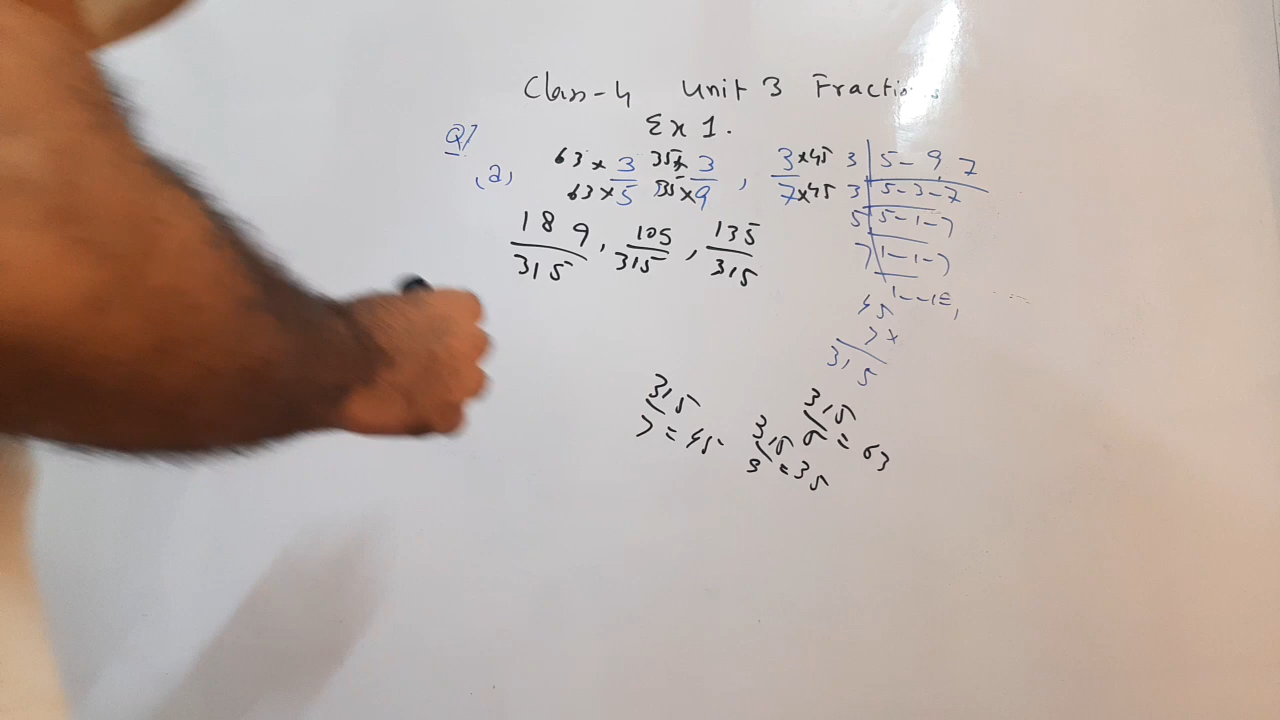 Class-4 Unit 3 Fractions
Ex 1.
Q1
(a) 63 × 3 35 × 3 , 3 × 45
63 × 5 35 × 9 7 × 45
189 , 105 , 135
315 315 315
3 | 5 - 9, 7
3 | 5 - 3 - 7
5 | 5 - 1 - 7
7 | 1 - 1 - 7
1 - - 1
45
7 ×
315
315
7 = 45
315
9 = 35
315
5 = 63